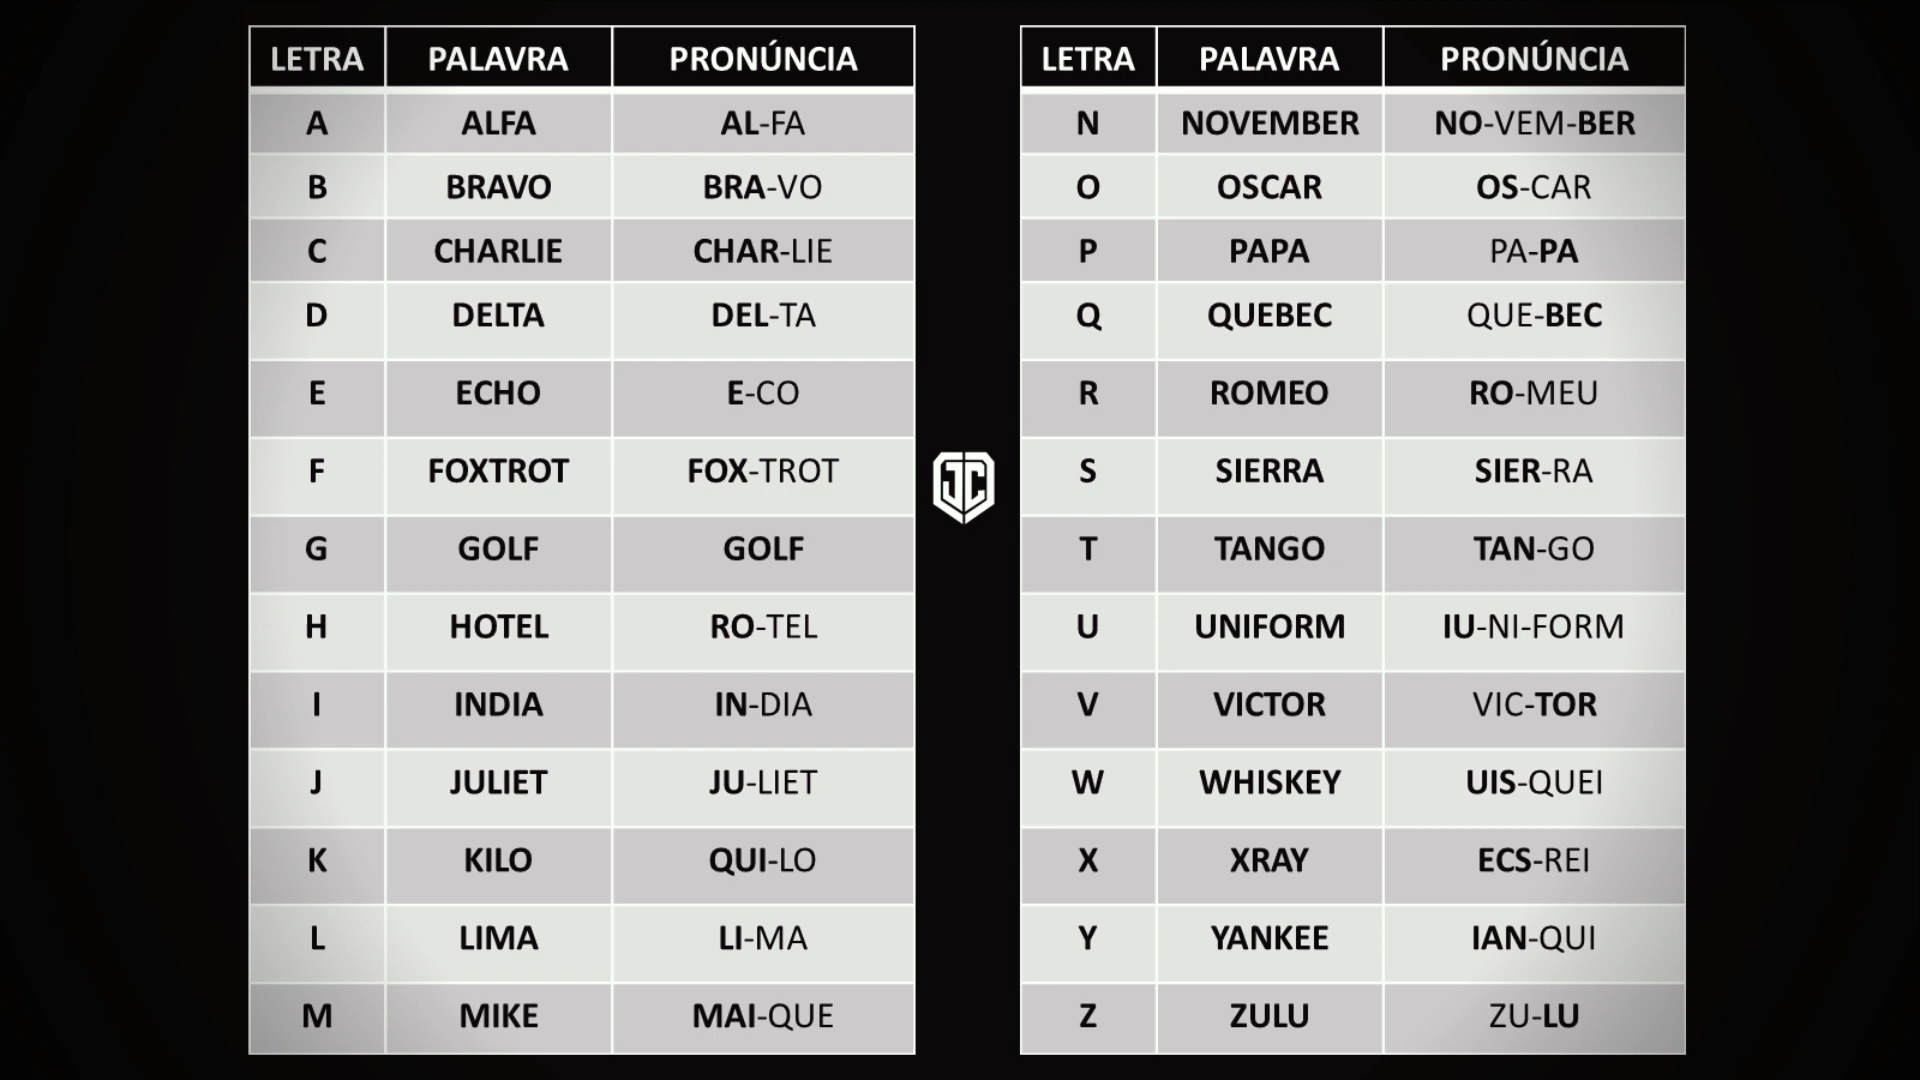 LETRA PALAVRA PRONÚNCIA
A ALFA AL-FA
B BRAVO BRA-VO
C CHARLIE CHAR-LIE
D DELTA DEL-TA
E ECHO E-CO
F FOXTROT FOX-TROT
G GOLF GOLF
H HOTEL RO-TEL
I INDIA IN-DIA
J JULIET JU-LIET
K KILO QUI-LO
L LIMA LI-MA
M MIKE MAI-QUE
JC
LETRA PALAVRA PRONÚNCIA
N NOVEMBER NO-VEM-BER
O OSCAR OS-CAR
P PAPA PA-PA
Q QUEBEC QUE-BEC
R ROMEO RO-MEU
S SIERRA SIER-RA
T TANGO TAN-GO
U UNIFORM IU-NI-FORM
V VICTOR VIC-TOR
W WHISKEY UIS-QUEI
X XRAY ECS-REI
Y YANKEE IAN-QUI
Z ZULU ZU-LU